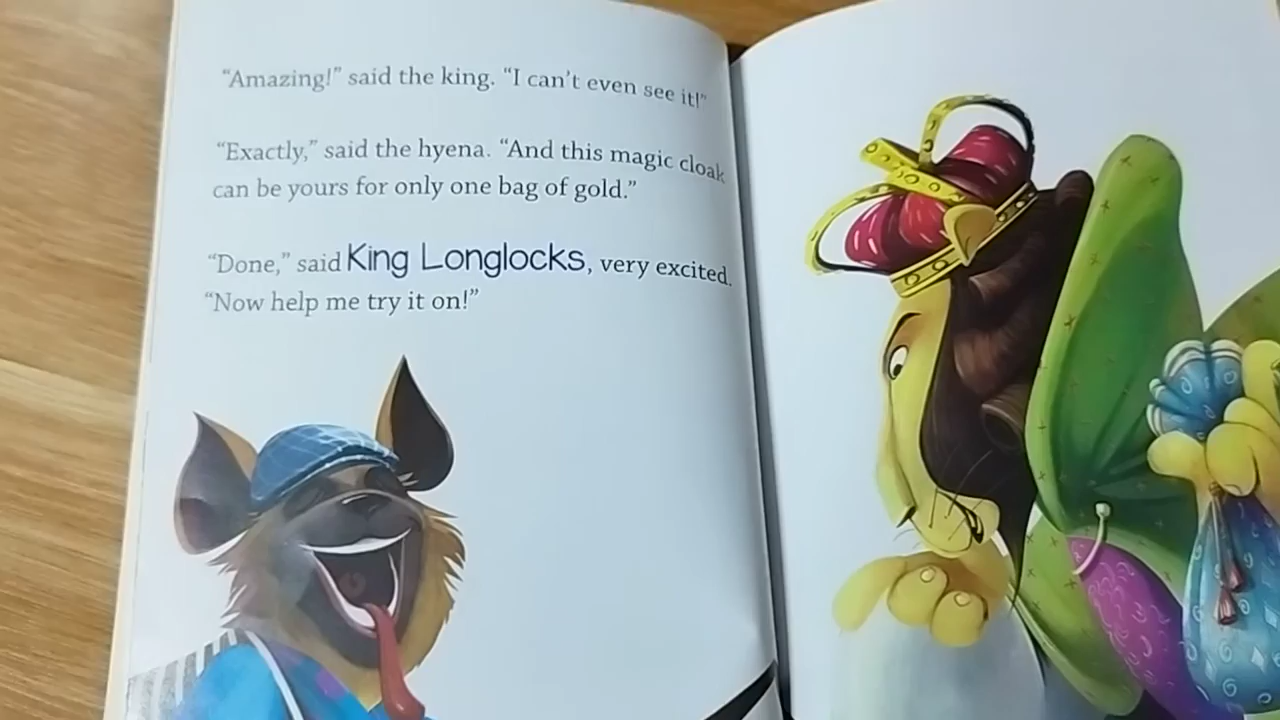 “Amazing!” said the king. “I can’t even see it!”
“Exactly,” said the hyena. “And this magic cloak
can be yours for only one bag of gold.”
“Done,” said King Longlocks, very excited.
“Now help me try it on!”